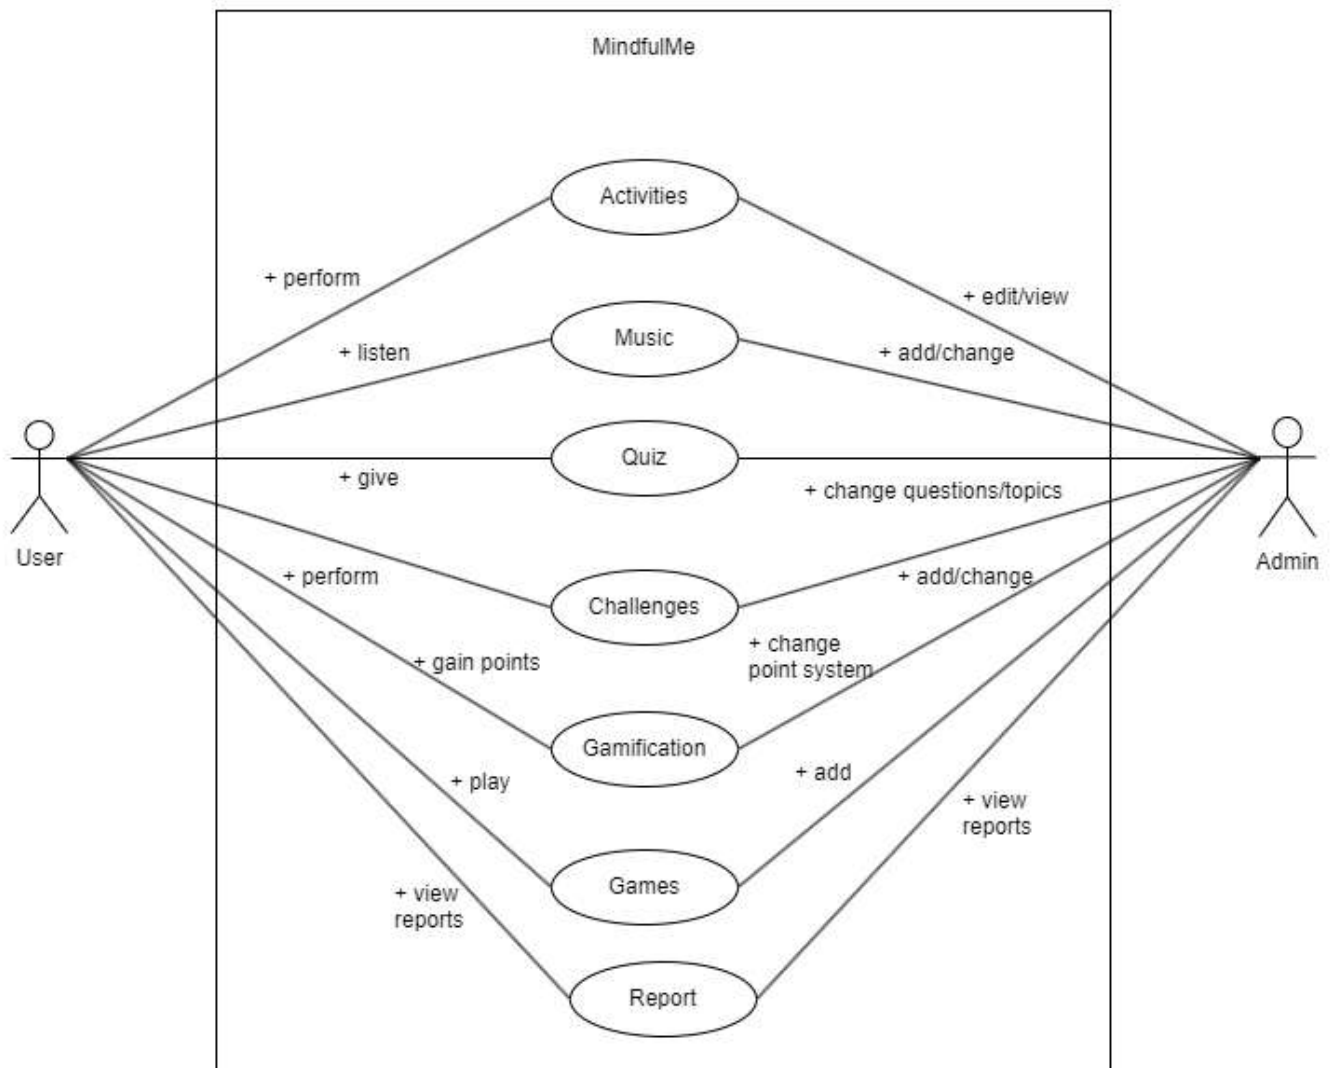 MindfulMe
Activities
+ perform
+ edit/view
Music
+ listen
+ add/change
Quiz
+ give
+ change questions/topics
User
Admin
+ perform
+ add/change
Challenges
+ change
point system
+ gain points
Gamification
+ play
+ add
+ view
reports
Games
+ view
reports
Report